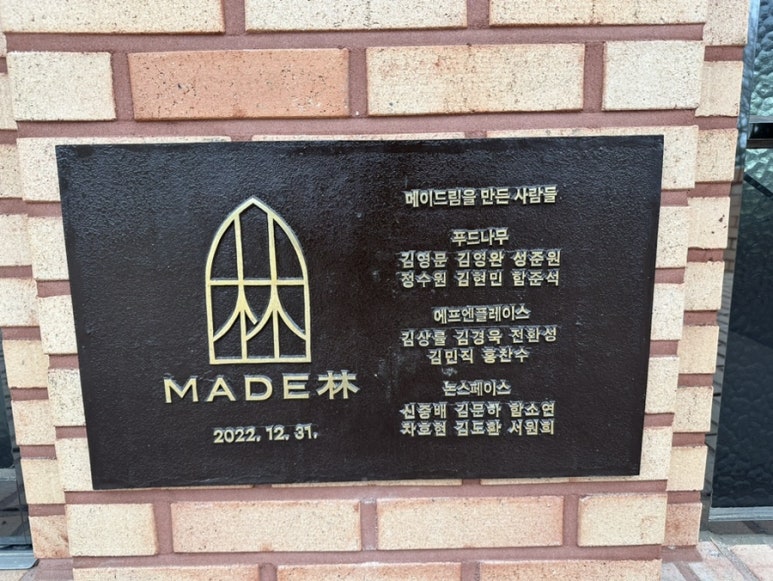 MADE林
2022. 12. 31.
메이드림을 만든 사람들
푸드나무
김영문 김영완 성준원
정수원 김현민 함준석
에프엔플레이스
김상률 김경욱 전환성
김민직 홍찬수
논스페이스
신중배 김문하 함소연
차효현 김도환 서원희